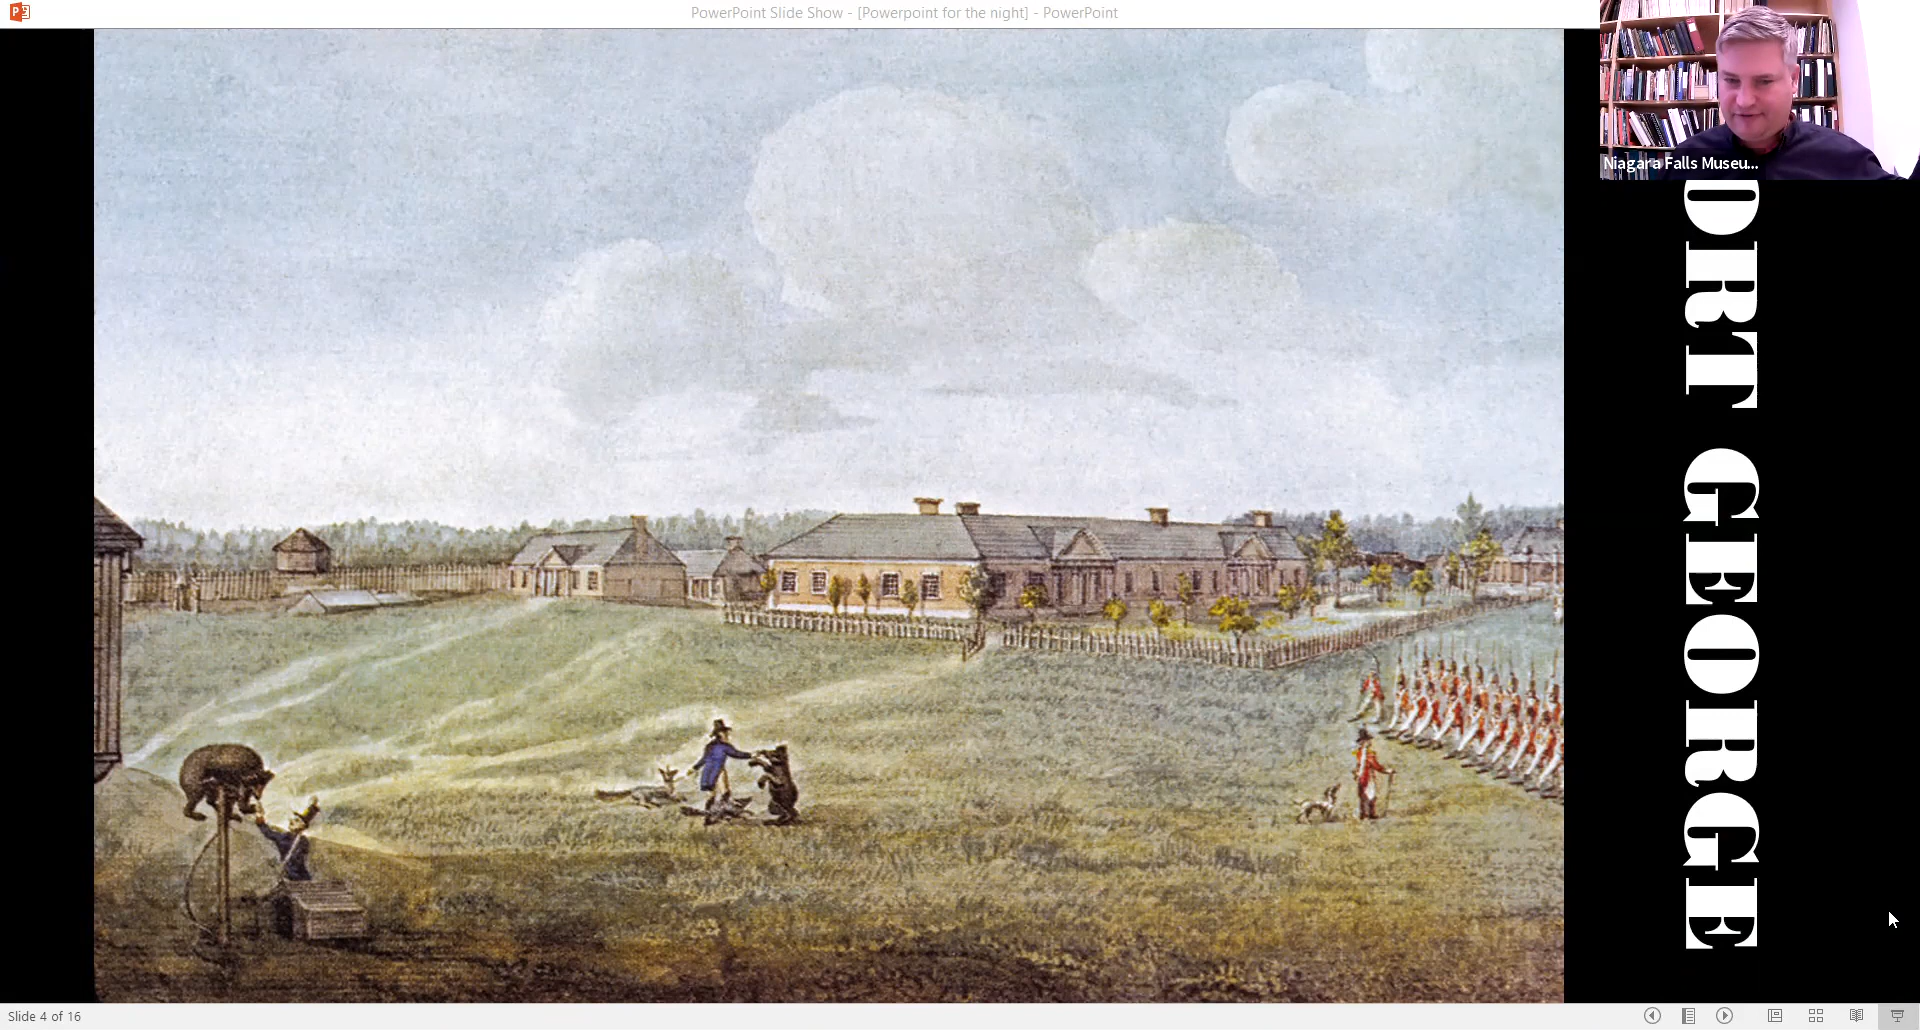 PowerPoint Slide Show - [Powerpoint for the night] - PowerPoint
Niagara Falls Museu...
ORT GEORGE
Slide 4 of 16